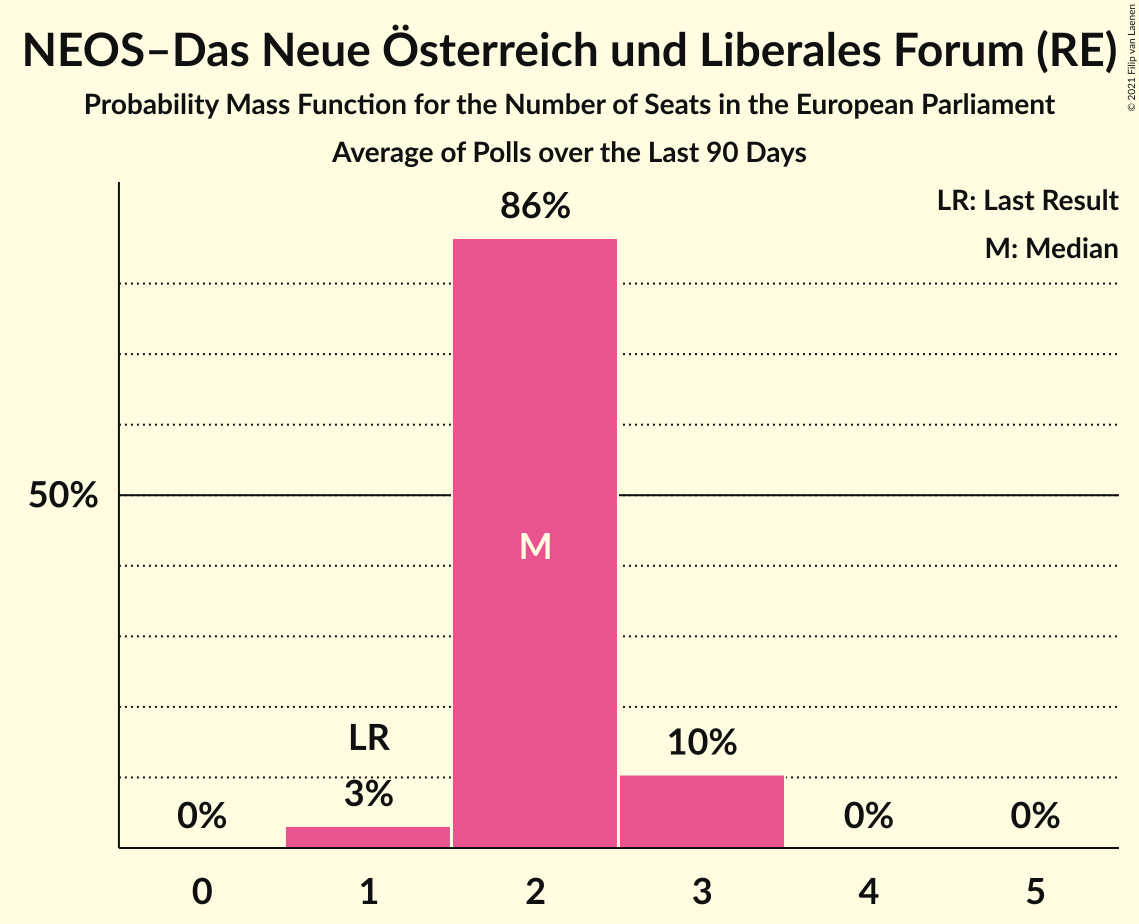 NEOS–Das Neue Österreich und Liberales Forum (RE)
Probability Mass Function for the Number of Seats in the European Parliament
Average of Polls over the Last 90 Days
© 2021 Filip van Laenen
LR: Last Result
M: Median
86%
50%
M
LR
3%
10%
0%
0%
0%
0 1 2 3 4 5